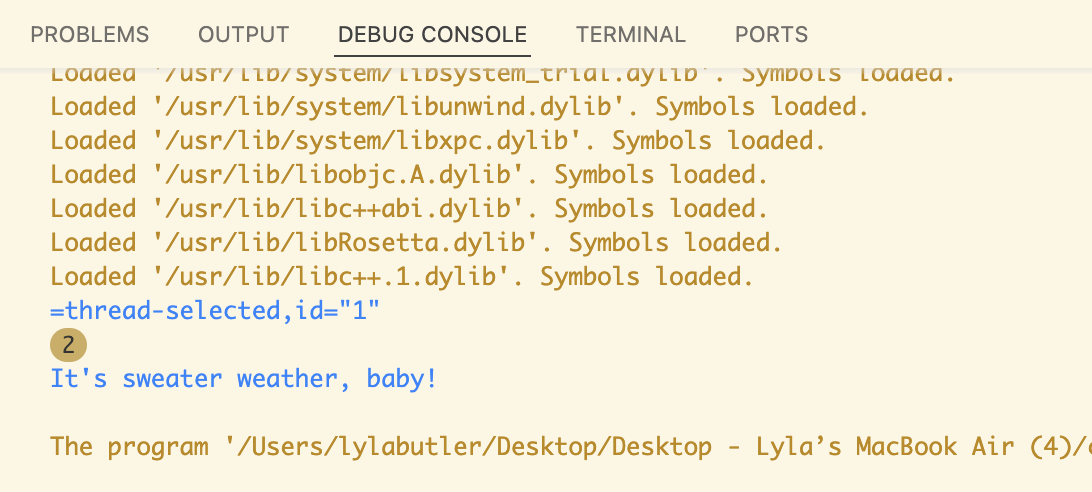 PROBLEMS OUTPUT DEBUG CONSOLE TERMINAL PORTS
Loaded '/usr/lib/system/libsystem_trial.dylib'. Symbols loaded.
Loaded '/usr/lib/system/libunwind.dylib'. Symbols loaded.
Loaded '/usr/lib/system/libxpc.dylib'. Symbols loaded.
Loaded '/usr/lib/libobjc.A.dylib'. Symbols loaded.
Loaded '/usr/lib/libc++abi.dylib'. Symbols loaded.
Loaded '/usr/lib/libRosetta.dylib'. Symbols loaded.
Loaded '/usr/lib/libc++.1.dylib'. Symbols loaded.
=thread-selected,id="1"
2
It's sweater weather, baby!
The program '/Users/lylabutler/Desktop/Desktop - Lyla’s MacBook Air (4)/